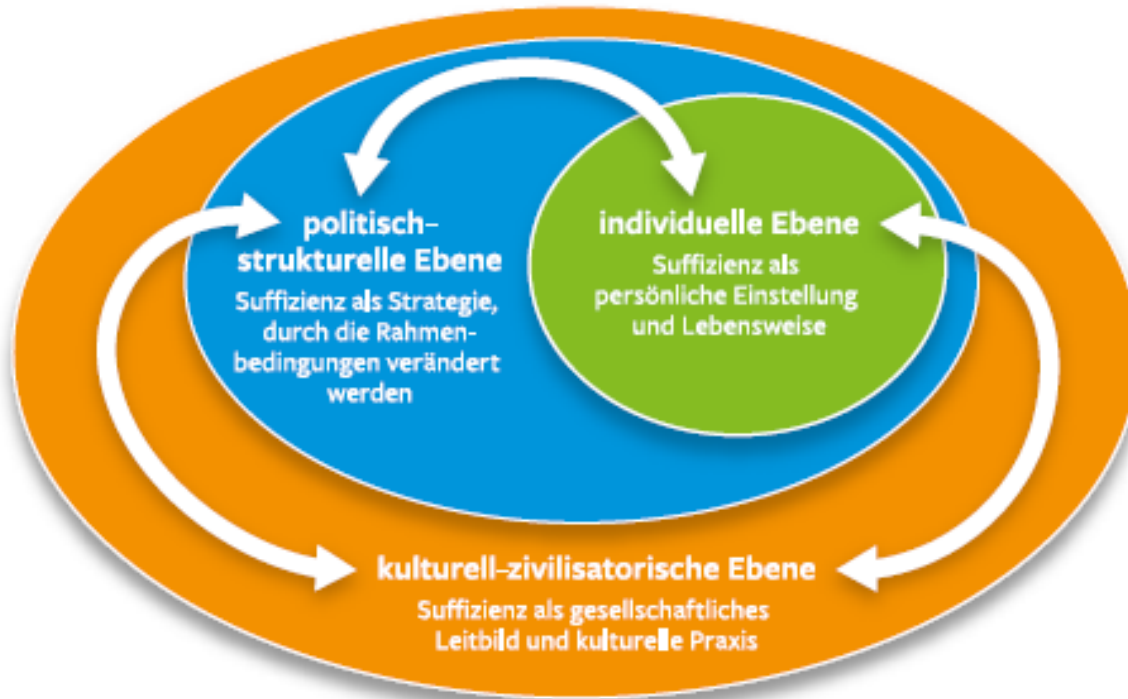 politisch-
strukturelle Ebene
Suffizienz als Strategie,
durch die Rahmen-
bedingungen verändert
werden
individuelle Ebene
Suffizienz als
persönliche Einstellung
und Lebensweise
kulturell-zivilisatorische Ebene
Suffizienz als gesellschaftliches
Leitbild und kulturelle Praxis